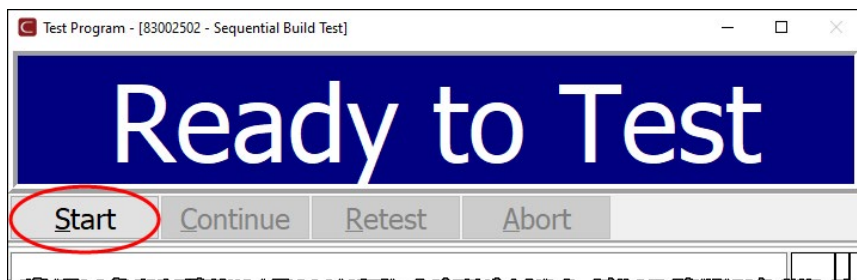 Test Program - [83002502 - Sequential Build Test]
Ready to Test
Start Continue Retest Abort